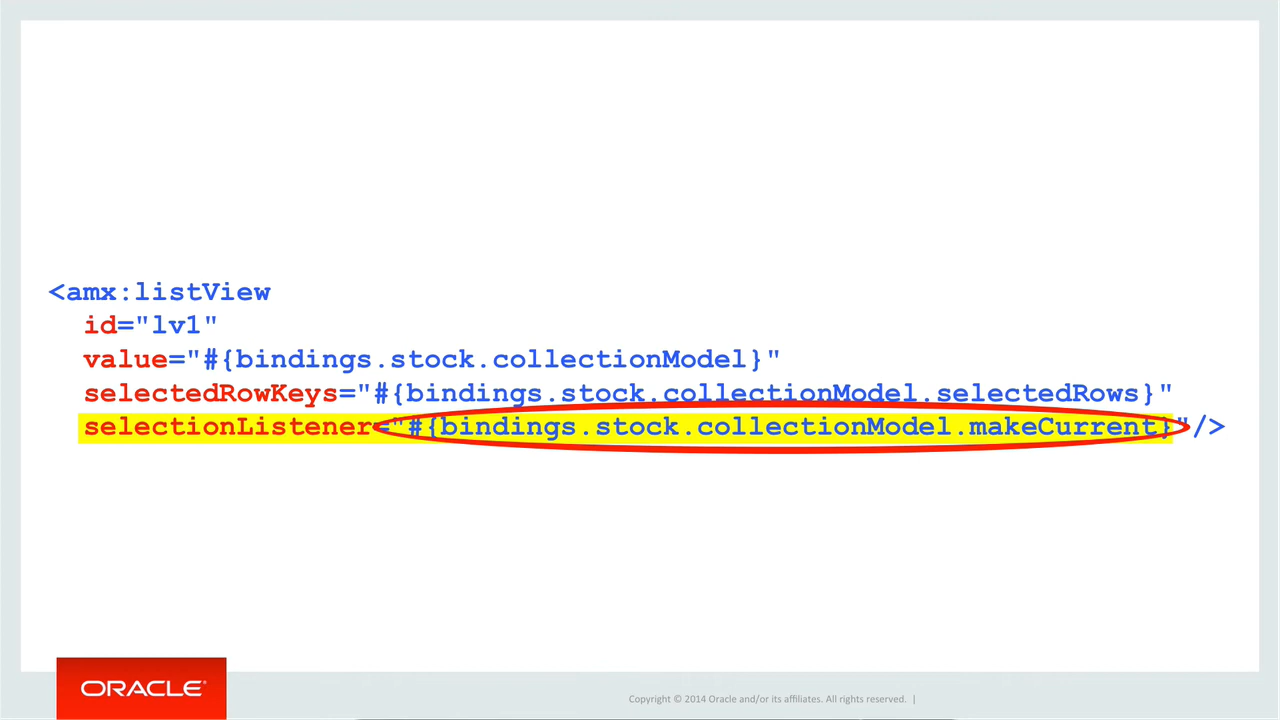 <amx:listView
id="lv1"
value="#{bindings.stock.collectionModel}"
selectedRowKeys="#{bindings.stock.collectionModel.selectedRows}"
selectionListener="#{bindings.stock.collectionModel.makeCurrent}"/>
ORACLE®
Copyright © 2014 Oracle and/or its affiliates. All rights reserved. |